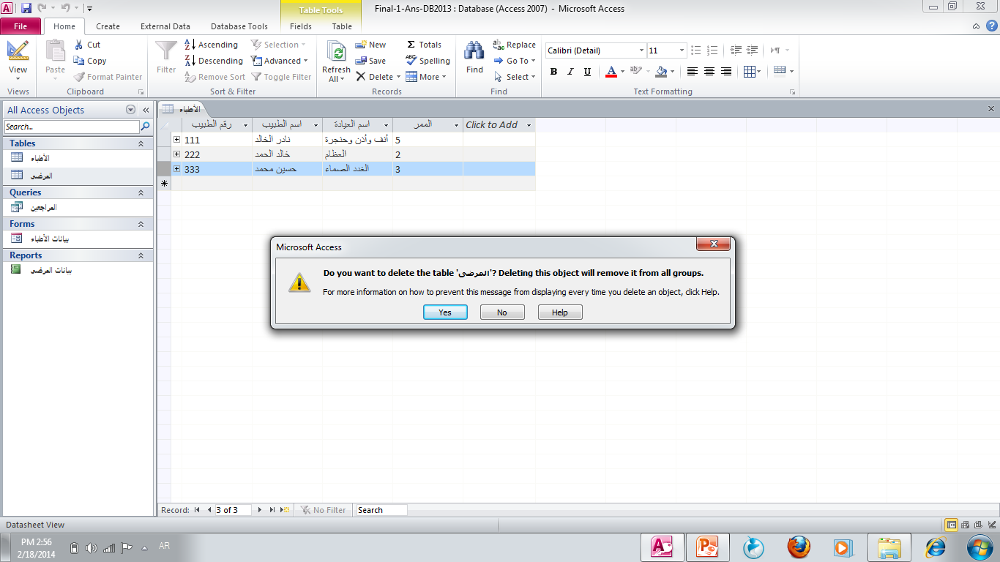 Table Tools
Final-1-Ans-DB2013 : Database (Access 2007) - Microsoft Access
File Home Create External Data Database Tools Fields Table
View
Views
Paste
Cut
Copy
Format Painter
Clipboard
Filter
Ascending
Descending
Remove Sort
Selection
Advanced
Toggle Filter
Sort & Filter
Refresh
All
New
Save
Delete
Totals
Spelling
More
Records
Find
Replace
Go To
Select
Find
Calibri (Detail) 11
B I U
Text Formatting
All Access Objects
Search...
Tables
الأطباء
المرضى
Queries
المراجعين
Forms
بيانات الأطباء
Reports
بيانات المرضى
الأطباء
رقم الطبيب اسم الطبيب اسم العيادة الممر Click to Add
111 نادر الخالد أنف وأذن وحنجرة 5
222 خالد الحمد العظام 2
333 حسين محمد الغدد الصماء 3
Microsoft Access
Do you want to delete the table 'المرضى'? Deleting this object will remove it from all groups.
For more information on how to prevent this message from displaying every time you delete an object, click Help.
Yes No Help
Record: 3 of 3 No Filter Search
Datasheet View
PM 2:56
2/18/2014
AR